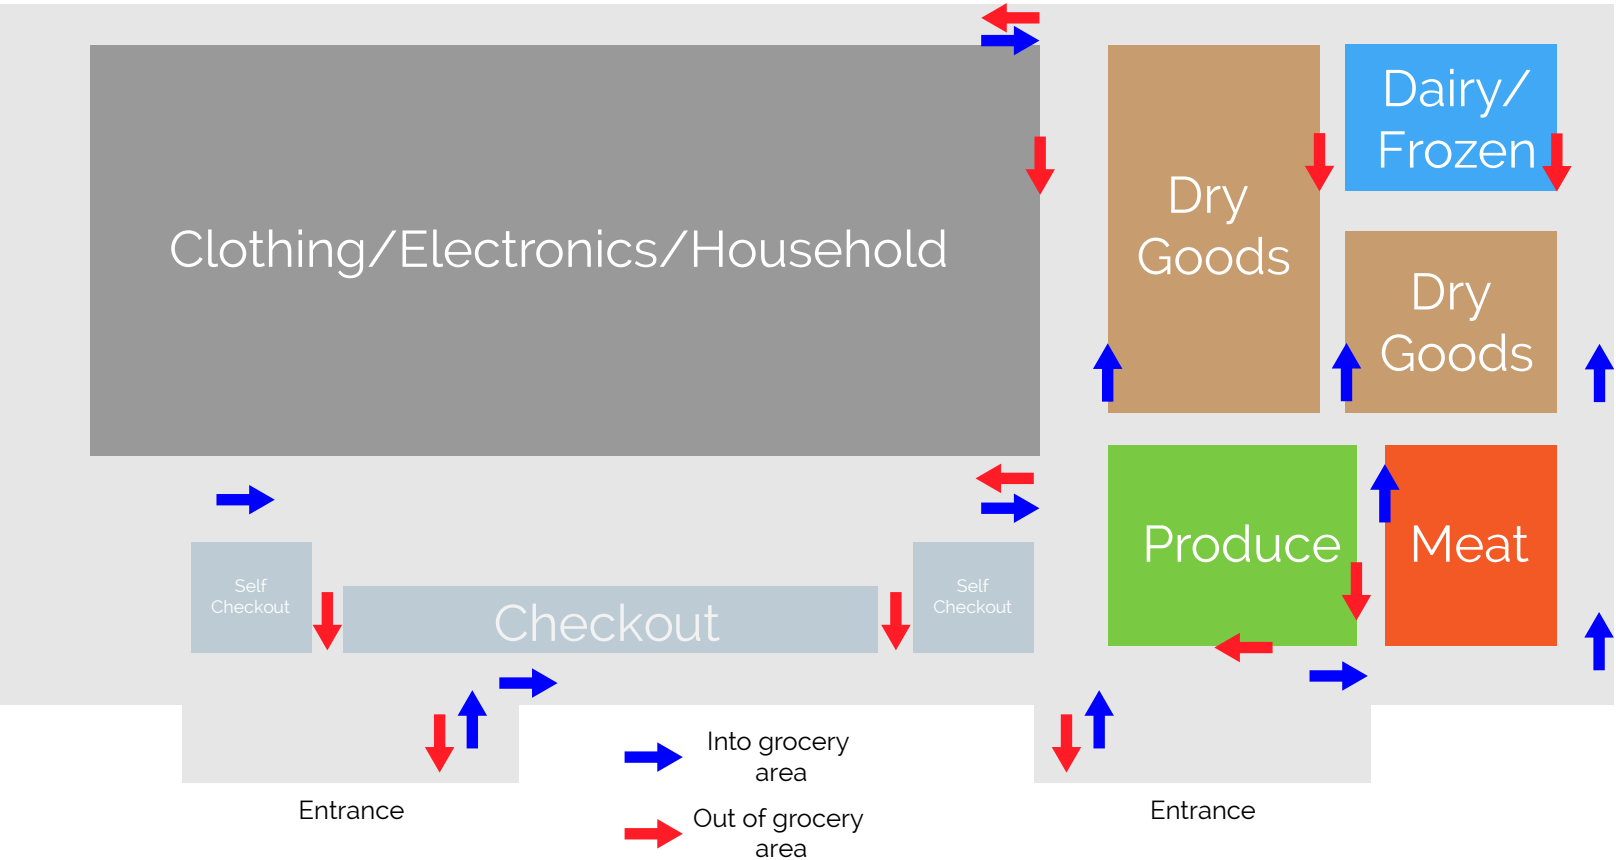 Dairy/
Frozen
Dry
Goods
Clothing/Electronics/Household
Dry
Goods
Produce
Meat
Self
Checkout
Checkout
Self
Checkout
Into grocery
area
Out of grocery
area
Entrance
Entrance